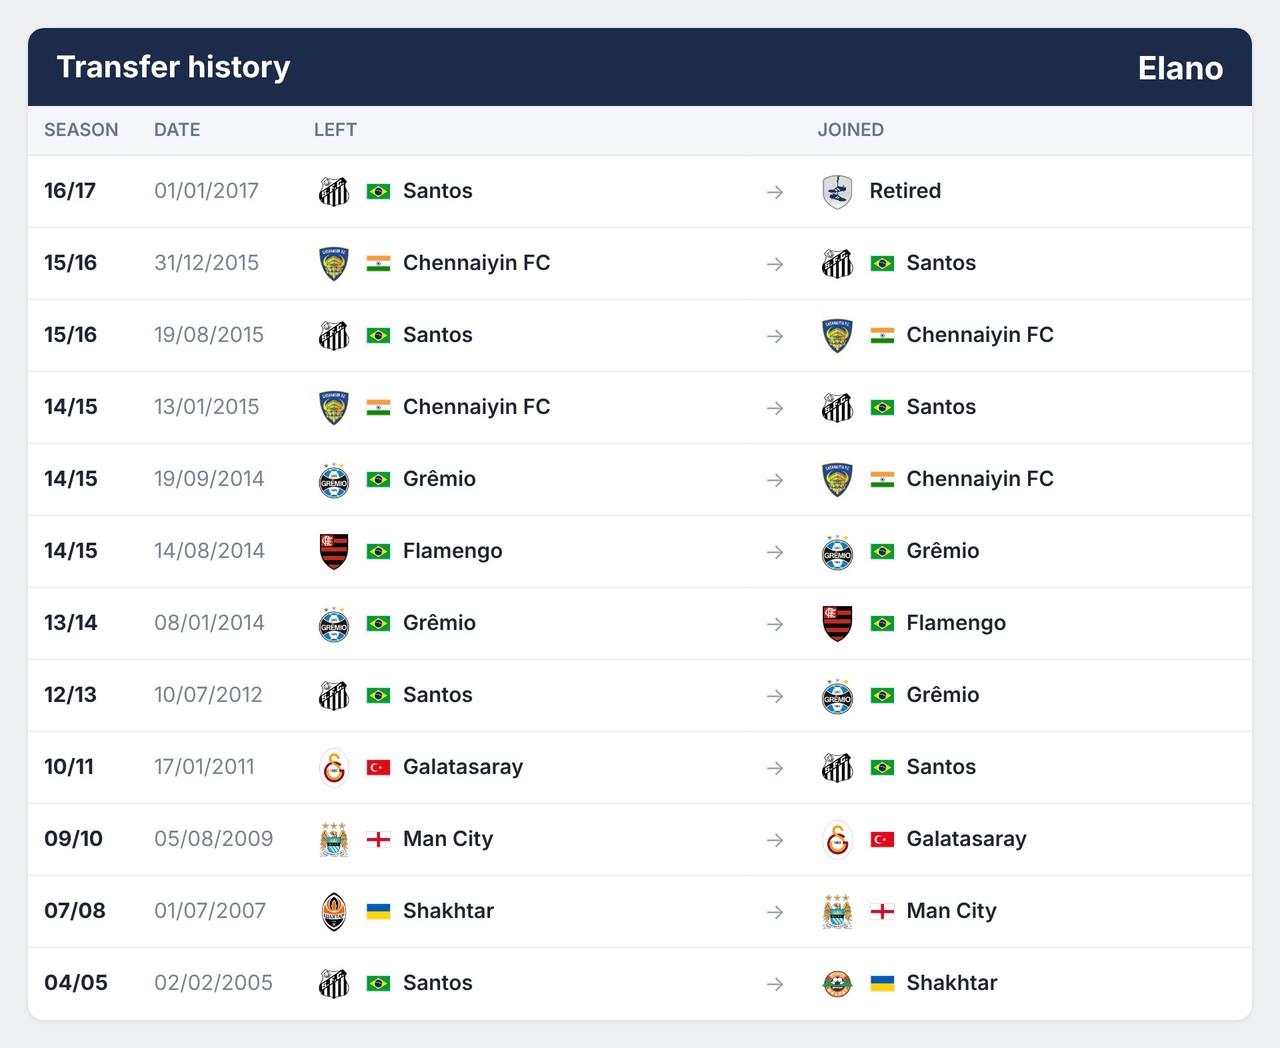 Transfer history Elano
SEASON DATE LEFT JOINED
16/17 01/01/2017 Santos → Retired
15/16 31/12/2015 Chennaiyin FC → Santos
15/16 19/08/2015 Santos → Chennaiyin FC
14/15 13/01/2015 Chennaiyin FC → Santos
14/15 19/09/2014 Grêmio → Chennaiyin FC
14/15 14/08/2014 Flamengo → Grêmio
13/14 08/01/2014 Grêmio → Flamengo
12/13 10/07/2012 Santos → Grêmio
10/11 17/01/2011 Galatasaray → Santos
09/10 05/08/2009 Man City → Galatasaray
07/08 01/07/2007 Shakhtar → Man City
04/05 02/02/2005 Santos → Shakhtar